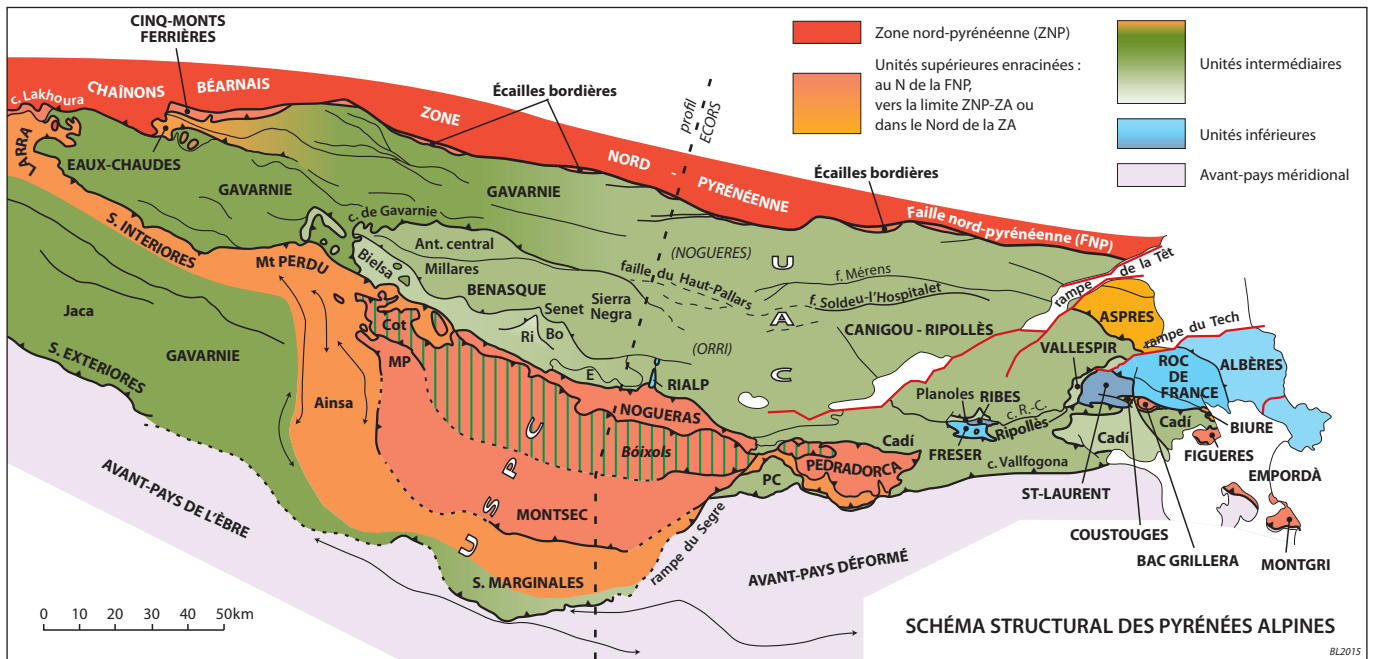 CINQ-MONTS
FERRIÈRES
c. Lakhoura
CHAÎNONS
BÉARNAIS
Écailles bordières
profil
ECORS
Zone nord-pyrénéenne (ZNP)
Unités supérieures enracinées :
au N de la FNP,
vers la limite ZNP-ZA ou
dans le Nord de la ZA
Unités intermédiaires
Unités inférieures
Avant-pays méridional
ZONE
NORD
-
PYRÉNÉENNE
Écailles bordières
Faille nord-pyrénéenne (FNP)
LARRA
EAUX-CHAUDES
GAVARNIE
GAVARNIE
c. de Gavarnie
S. INTERIORES
Mt PERDU
Bielsa
Ant. central
Millares
BENASQUE
Senet
Sierra
Negra
Ri
Bo
E
(NOGUERES)
faille du Haut-Pallars
(ORRI)
U
A
C
f. Mérens
f. Soldeu-l'Hospitalet
CANIGOU - RIPOLLÈS
rampe
de la Têt
ASPRES
rampe du Tech
VALLESPIR
ROC
DE
FRANCE
ALBÈRES
Jaca
S. EXTERIORES
GAVARNIE
Ainsa
Cot
MP
RIALP
NOGUERAS
Bóixols
U
S
P
C
MONTSEC
S. MARGINALES
rampe du Segre
PC
PEDRADORCA
Cadí
Planoles
RIBES
c. R.-C.
Ripollès
FRESER
c. Vallfogona
Cadí
Cadí
BIURE
FIGUERES
EMPORDÀ
ST-LAURENT
COUSTOUGES
BAC GRILLERA
MONTGRI
AVANT-PAYS DE L'ÈBRE
AVANT-PAYS DÉFORMÉ
0 10 20 30 40 50km
SCHÉMA STRUCTURAL DES PYRÉNÉES ALPINES
BL2015